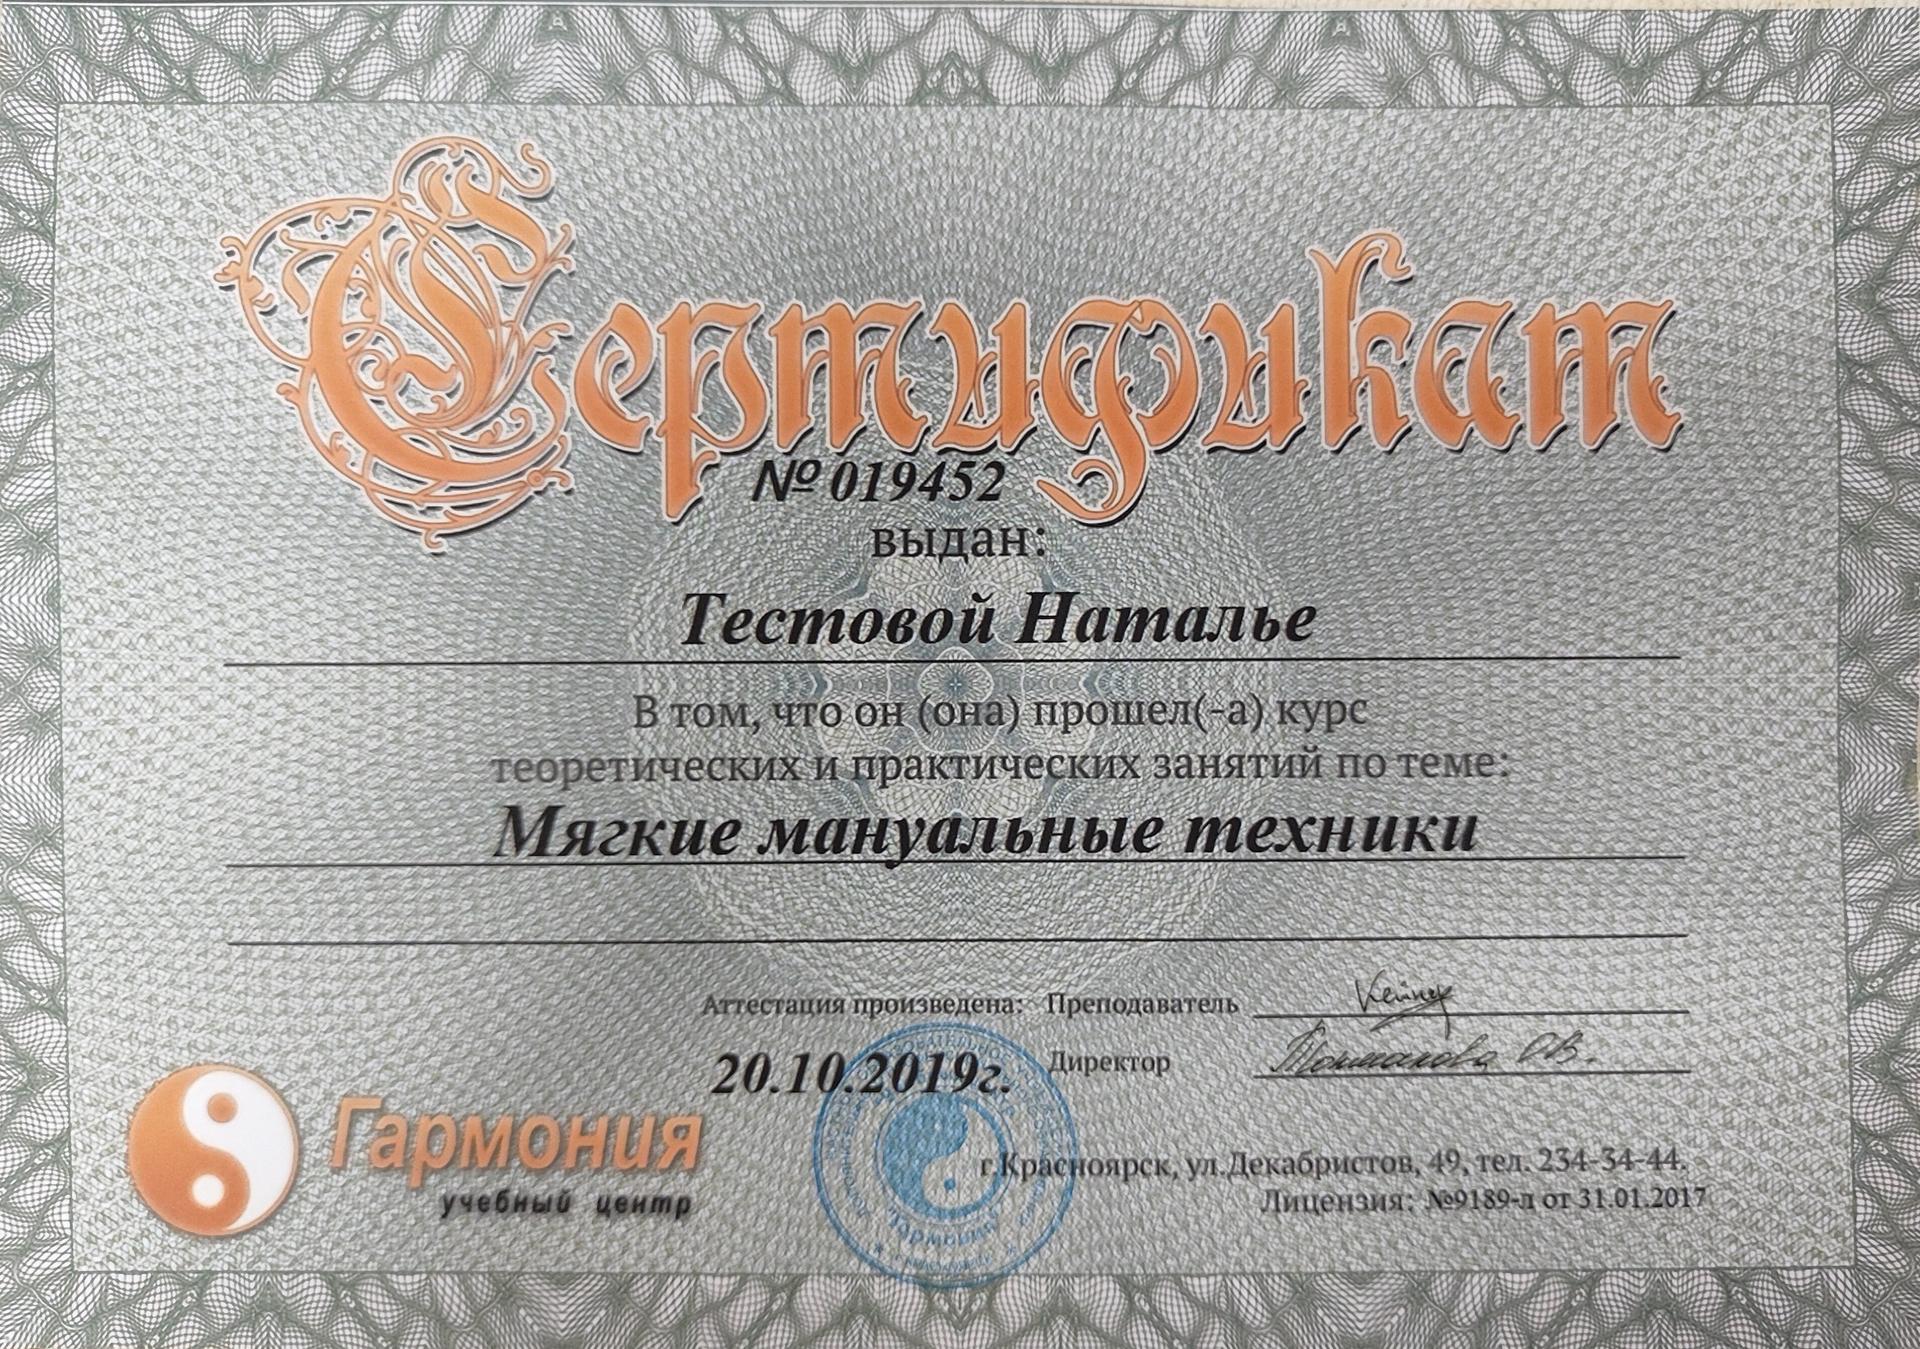 Сертификат
№ 019452
выдан:
Тестовой Наталье
В том, что он (она) прошел(-а) курс
теоретических и практических занятий по теме:
Мягкие мануальные техники
Аттестация произведена: Преподаватель
20.10.2019г. Директор
Гармония
учебный центр
г.Красноярск, ул.Декабристов, 49, тел. 234-34-44.
Лицензия: №9189-л от 31.01.2017
"Гармония"